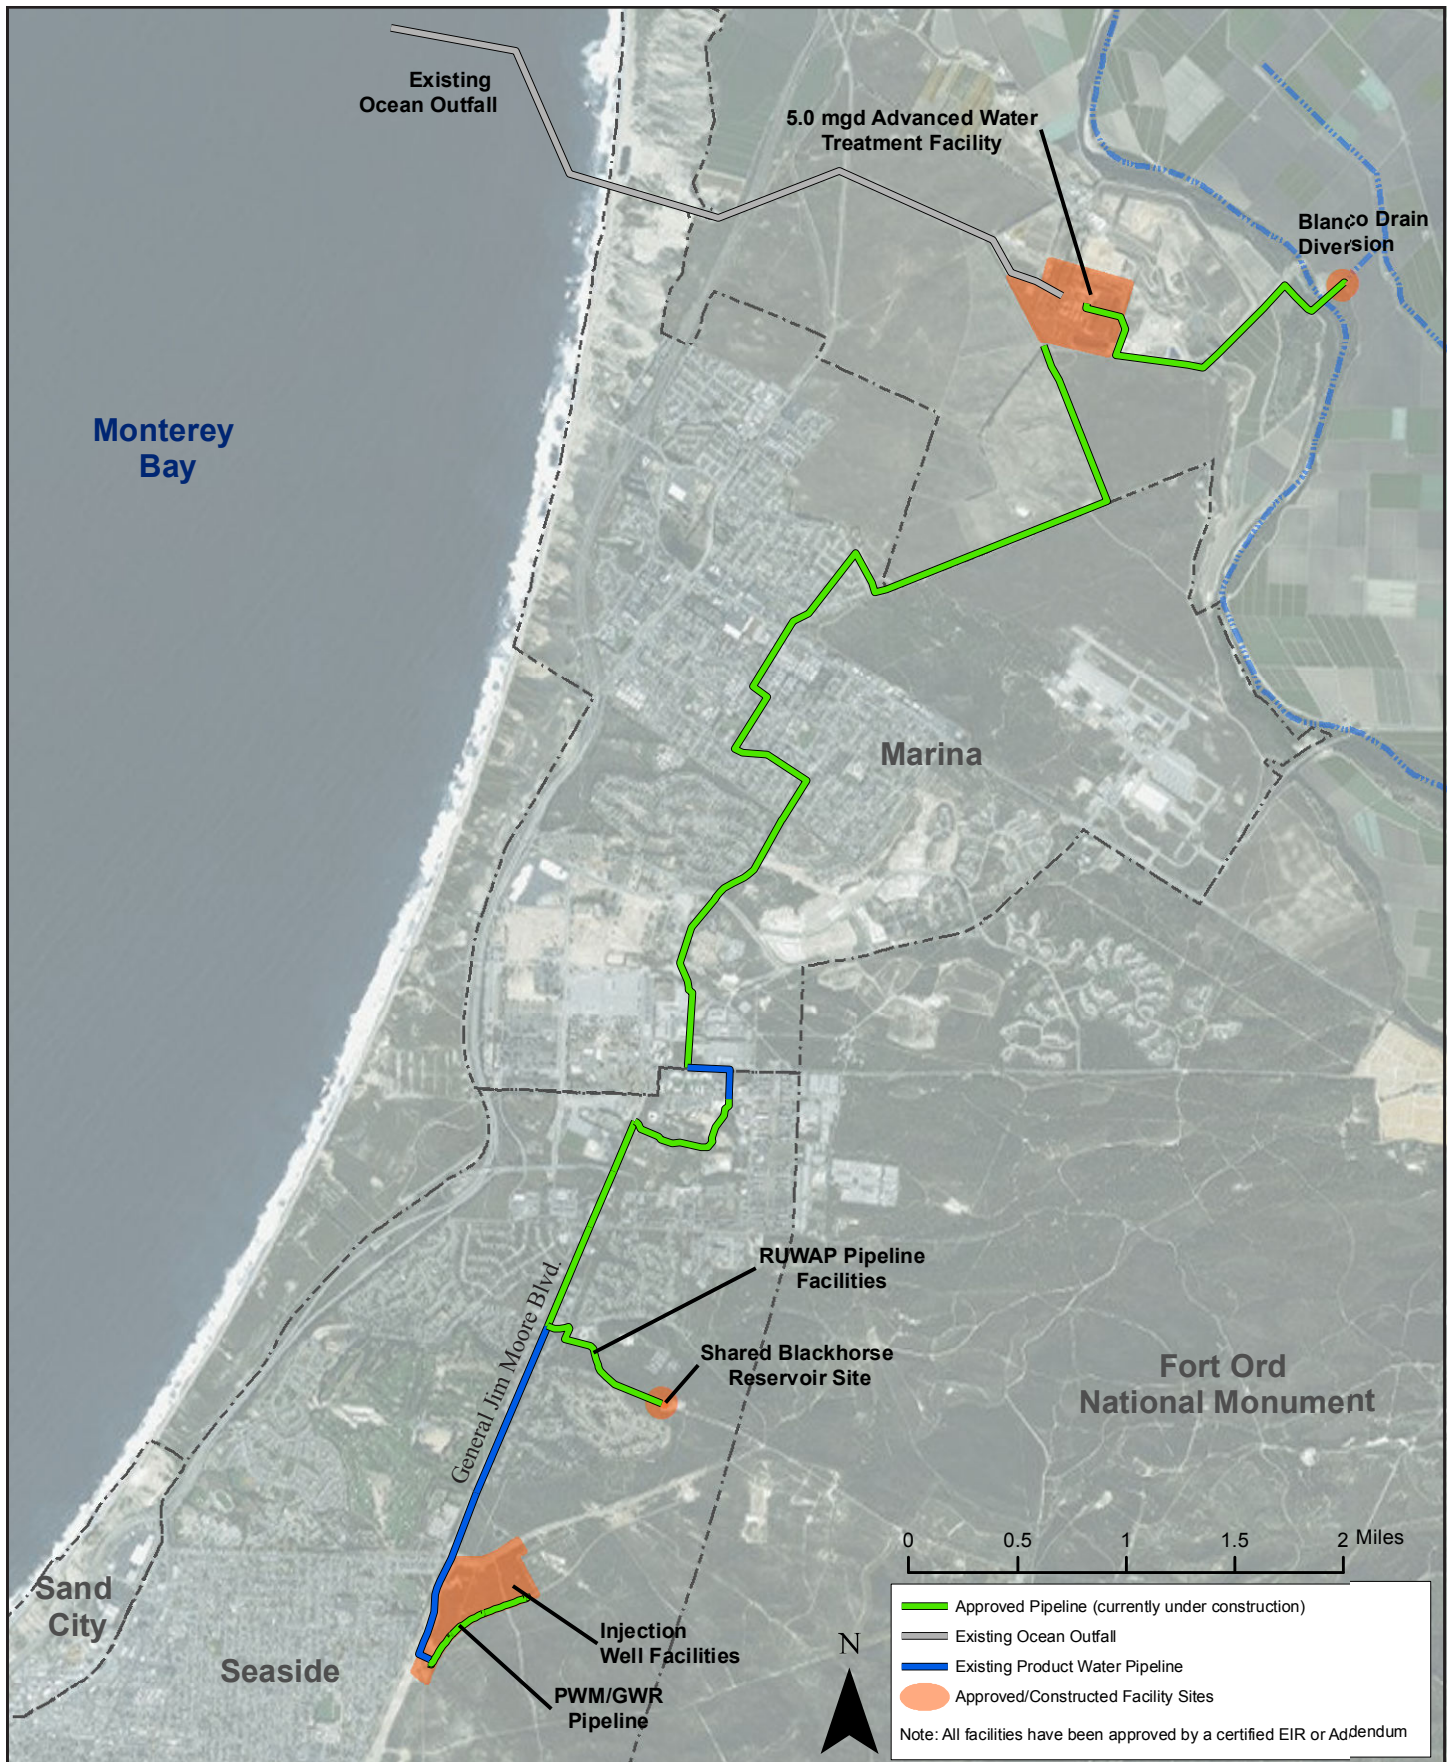 Existing
Ocean Outfall
5.0 mgd Advanced Water
Treatment Facility
Blanco Drain
Diversion
Monterey
Bay
Marina
RUWAP Pipeline
Facilities
Shared Blackhorse
Reservoir Site
General Jim Moore Blvd.
Fort Ord
National Monument
Sand
City
Seaside
Injection
Well Facilities
PWM/GWR
Pipeline
0 0.5 1 1.5 2 Miles
N
Approved Pipeline (currently under construction)
Existing Ocean Outfall
Existing Product Water Pipeline
Approved/Constructed Facility Sites
Note: All facilities have been approved by a certified EIR or Addendum